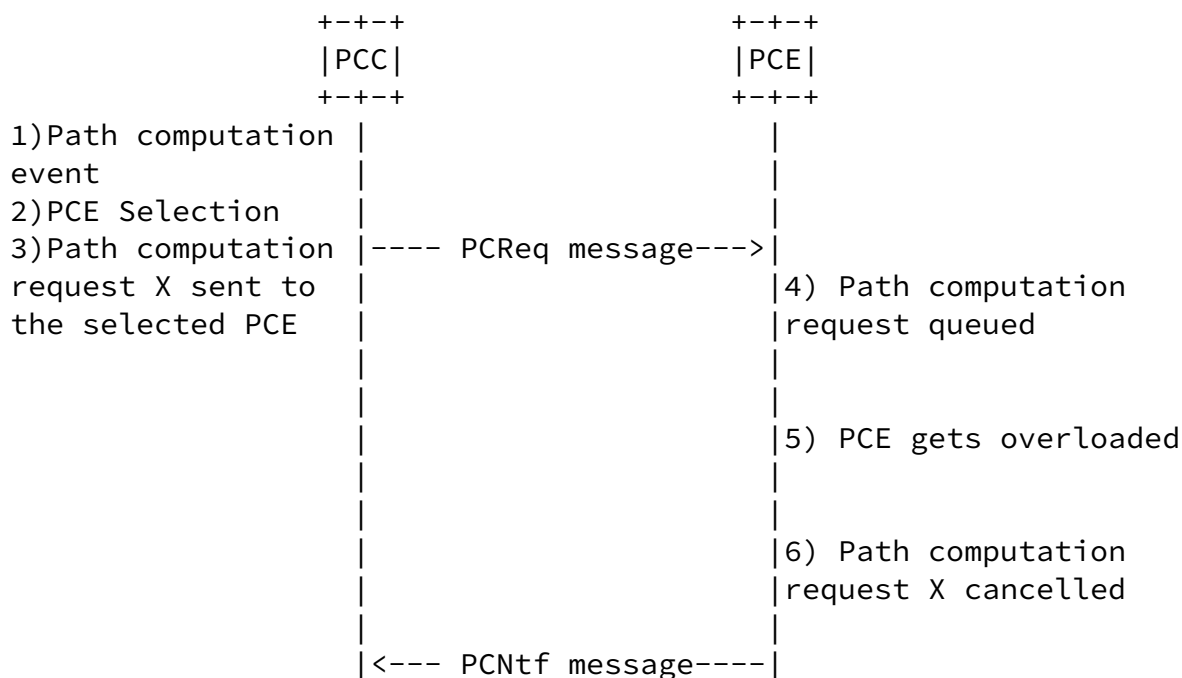 +-+-+                  +-+-+
                     |PCC|                  |PCE|
                     +-+-+                  +-+-+
1)Path computation |                      |
event              |                      |
2)PCE Selection    |                      |
3)Path computation |---- PCReq message--->|
request X sent to  |                      |4) Path computation
the selected PCE   |                      |request queued
                   |                      |
                   |                      |
                   |                      |5) PCE gets overloaded
                   |                      |
                   |                      |
                   |                      |6) Path computation
                   |                      |request X cancelled
                   |                      |
                   |<--- PCNtf message----|